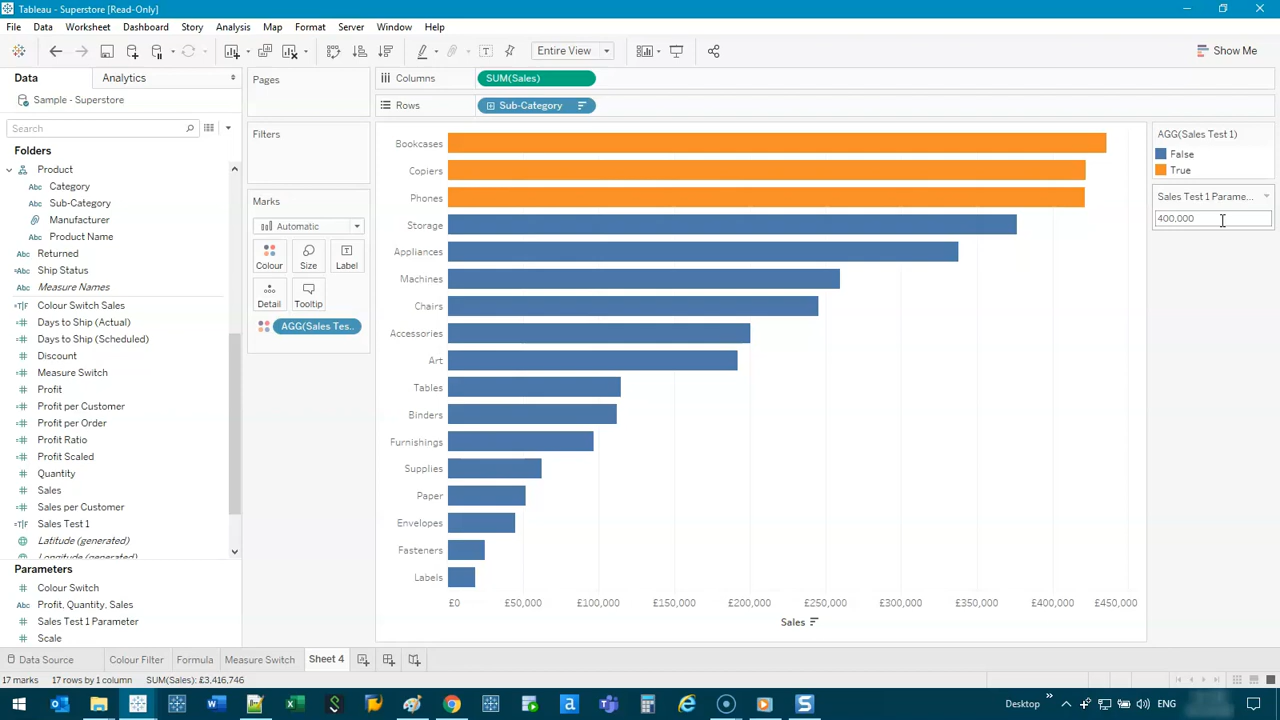 Tableau - Superstore [Read-Only]
File Data Worksheet Dashboard Story Analysis Map Format Server Window Help
Entire View
Show Me
Data Analytics
Sample - Superstore
Search
Folders
Product
Abc Category
Abc Sub-Category
Manufacturer
Abc Product Name
Abc Returned
Abc Ship Status
Abc Measure Names
T|F Colour Switch Sales
Days to Ship (Actual)
Days to Ship (Scheduled)
Discount
Measure Switch
Profit
Profit per Customer
Profit per Order
Profit Ratio
Profit Scaled
Quantity
Sales
Sales per Customer
T|F Sales Test 1
Latitude (generated)
Longitude (generated)
Parameters
Colour Switch
Abc Profit, Quantity, Sales
Sales Test 1 Parameter
Scale
Pages
Filters
Marks
Automatic
Colour Size Label
Detail Tooltip
AGG(Sales Tes..
Columns SUM(Sales)
Rows Sub-Category
Bookcases
Copiers
Phones
Storage
Appliances
Machines
Chairs
Accessories
Art
Tables
Binders
Furnishings
Supplies
Paper
Envelopes
Fasteners
Labels
£0 £50,000 £100,000 £150,000 £200,000 £250,000 £300,000 £350,000 £400,000 £450,000
Sales
AGG(Sales Test 1)
False
True
Sales Test 1 Parame...
400,000
Data Source Colour Filter Formula Measure Switch Sheet 4
17 marks 17 rows by 1 column SUM(Sales): £3,416,746
Desktop ENG